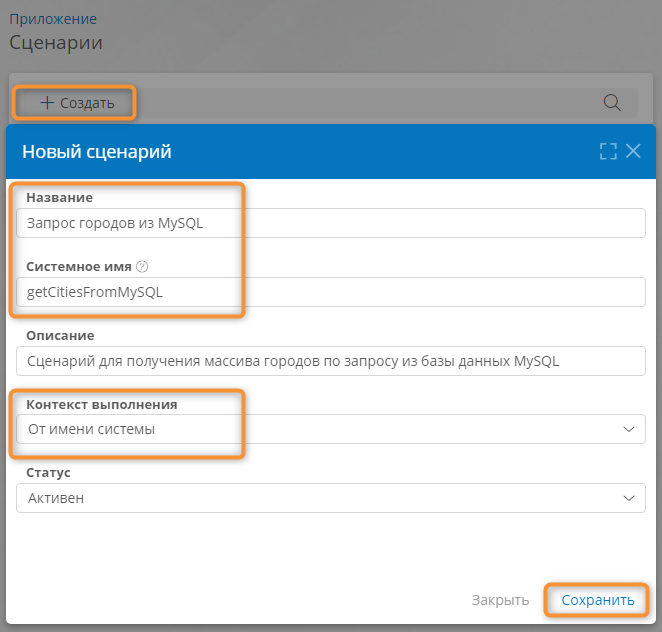 Приложение
Сценарии
+ Создать
Новый сценарий
Название
Запрос городов из MySQL
Системное имя ?
getCitiesFromMySQL
Описание
Сценарий для получения массива городов по запросу из базы данных MySQL
Контекст выполнения
От имени системы
Статус
Активен
Закрыть Сохранить